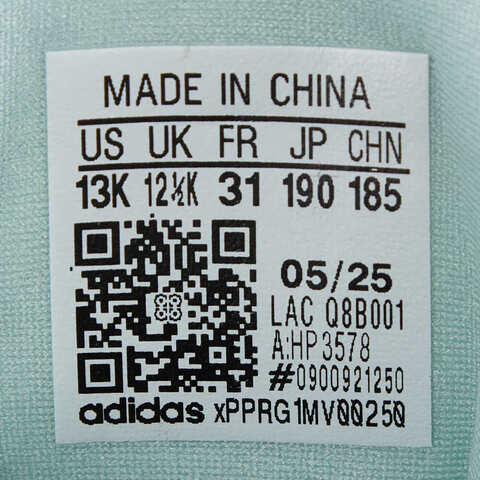 MADE IN CHINA
US UK FR JP CHN
13K 12½K 31 190 185
05/25
LAC Q8B001
A:HP3578
#0900921250
adidas xPPRG1MV00250